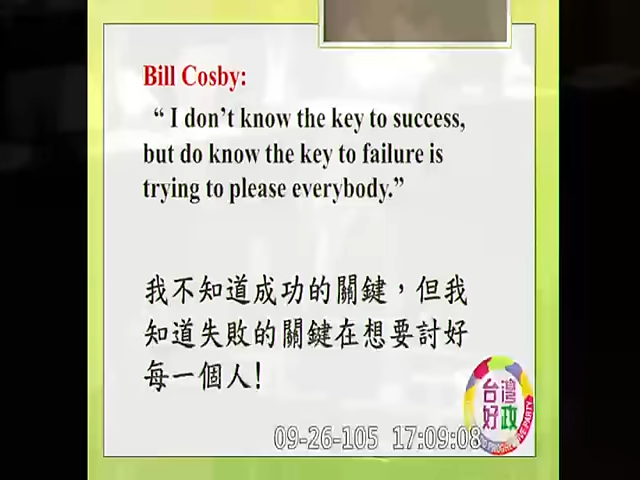 Bill Cosby:
“ I don’t know the key to success,
but do know the key to failure is
trying to please everybody.”
我不知道成功的關鍵，但我
知道失敗的關鍵在想要討好
每一個人!
台灣
好政
PARTY
09-26-105 17:09:08